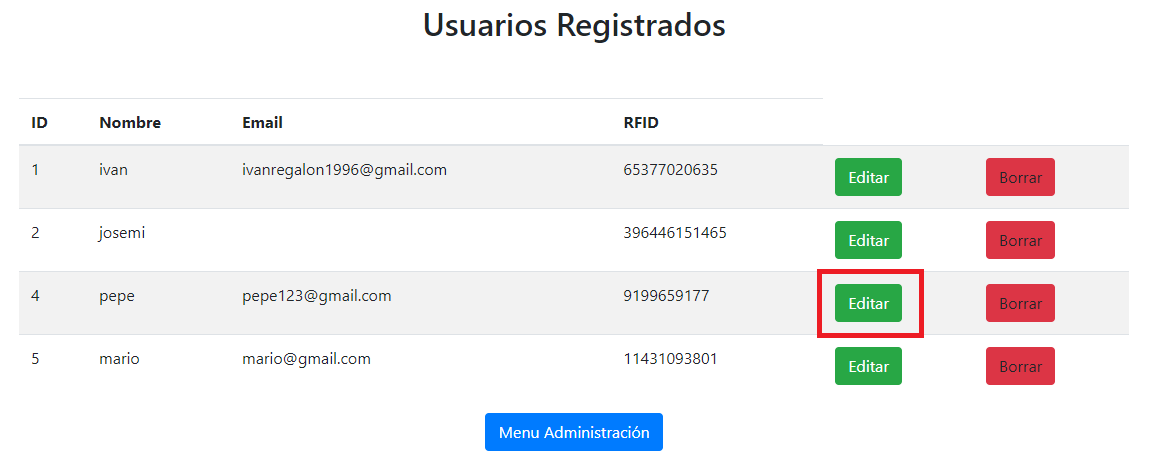 Usuarios Registrados
ID Nombre Email RFID
1 ivan ivanregalon1996@gmail.com 65377020635 Editar Borrar
2 josemi 396446151465 Editar Borrar
4 pepe pepe123@gmail.com 9199659177 Editar Borrar
5 mario mario@gmail.com 11431093801 Editar Borrar
Menu Administración